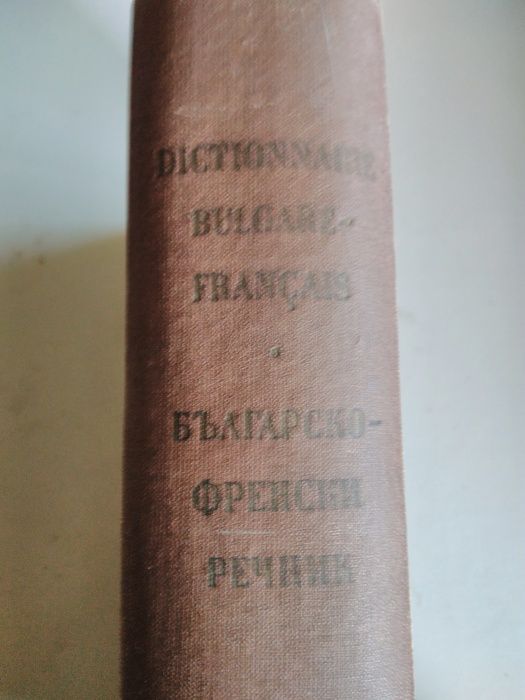 DICTIONNAIRE
BULGARE-
FRANÇAIS
•
БЪЛГАРСКО-
ФРЕНСКИ
РЕЧНИК